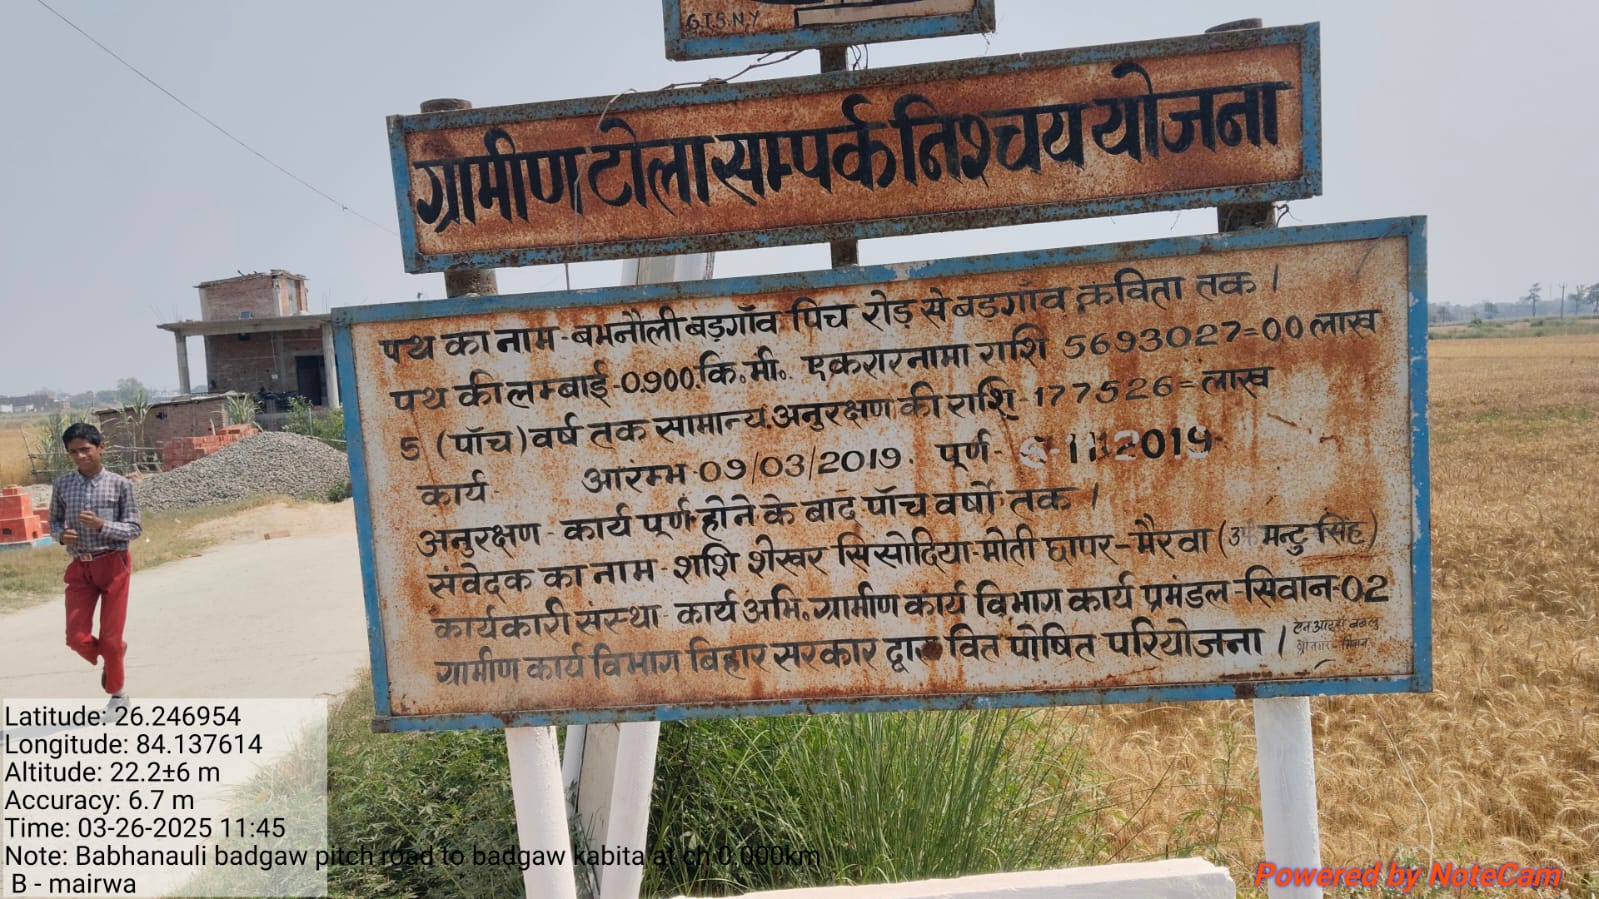 G.T.S.N.Y
ग्रामीण टोला सम्पर्क निश्चय योजना
पथ का नाम - बभनौली बड़गाँव पिच रोड़ से बडगाँव कविता तक ।
पथ की लम्बाई - 0.900 कि॰मी॰ एकरारनामा राशि 5693027=00 लाख
5 (पाँच) वर्ष तक सामान्य अनुरक्षण की राशि - 177526= लाख
कार्य आरंम्भ - 09/03/2019. पूर्ण- 2019
अनुरक्षण - कार्य पूर्ण होने के बाद पाँच वर्षो तक ।
संवेदक का नाम - शशि शेखर सिसोदिया - मोती छापर - मैरवा ( मन्टु सिंह)
कार्यकारी संस्था - कार्य अभि. ग्रामीण कार्य विभाग कार्य प्रमंडल - सिवान-02
ग्रामीण कार्य विभाग बिहार सरकार द्वारा वित पोषित परियोजना ।
Latitude: 26.246954
Longitude: 84.137614
Altitude: 22.2±6 m
Accuracy: 6.7 m
Time: 03-26-2025 11:45
Note: Babhanauli badgaw pitch road to badgaw kabita at ch 0.000km
B - mairwa
Powered by NoteCam